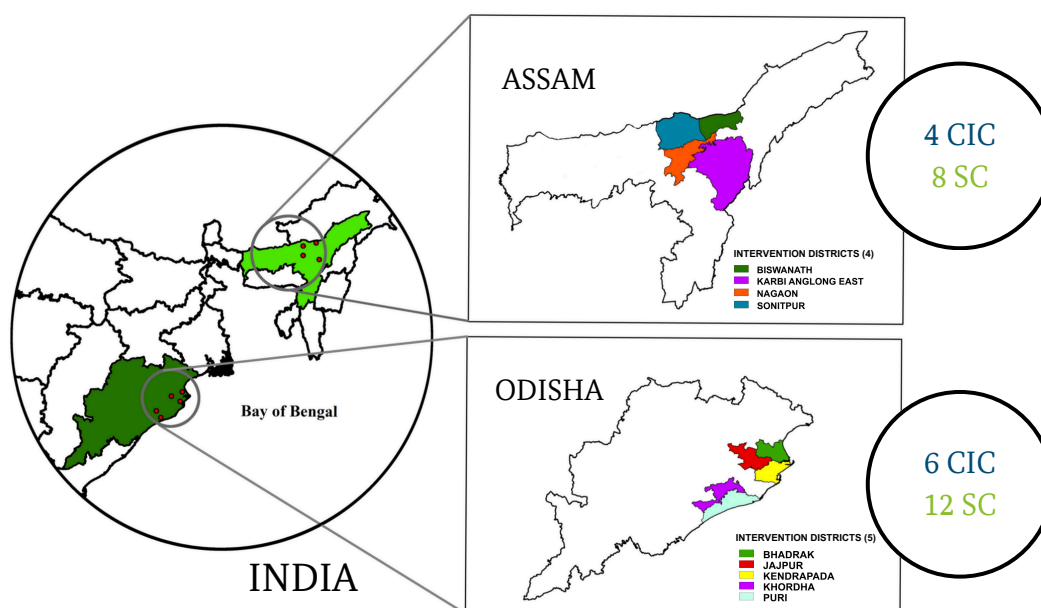 ASSAM
INTERVENTION DISTRICTS (4)
BISWANATH
KARBI ANGLONG EAST
NAGAON
SONITPUR
4 CIC
8 SC
Bay of Bengal
INDIA
ODISHA
INTERVENTION DISTRICTS (5)
BHADRAK
JAJPUR
KENDRAPADA
KHORDHA
PURI
6 CIC
12 SC